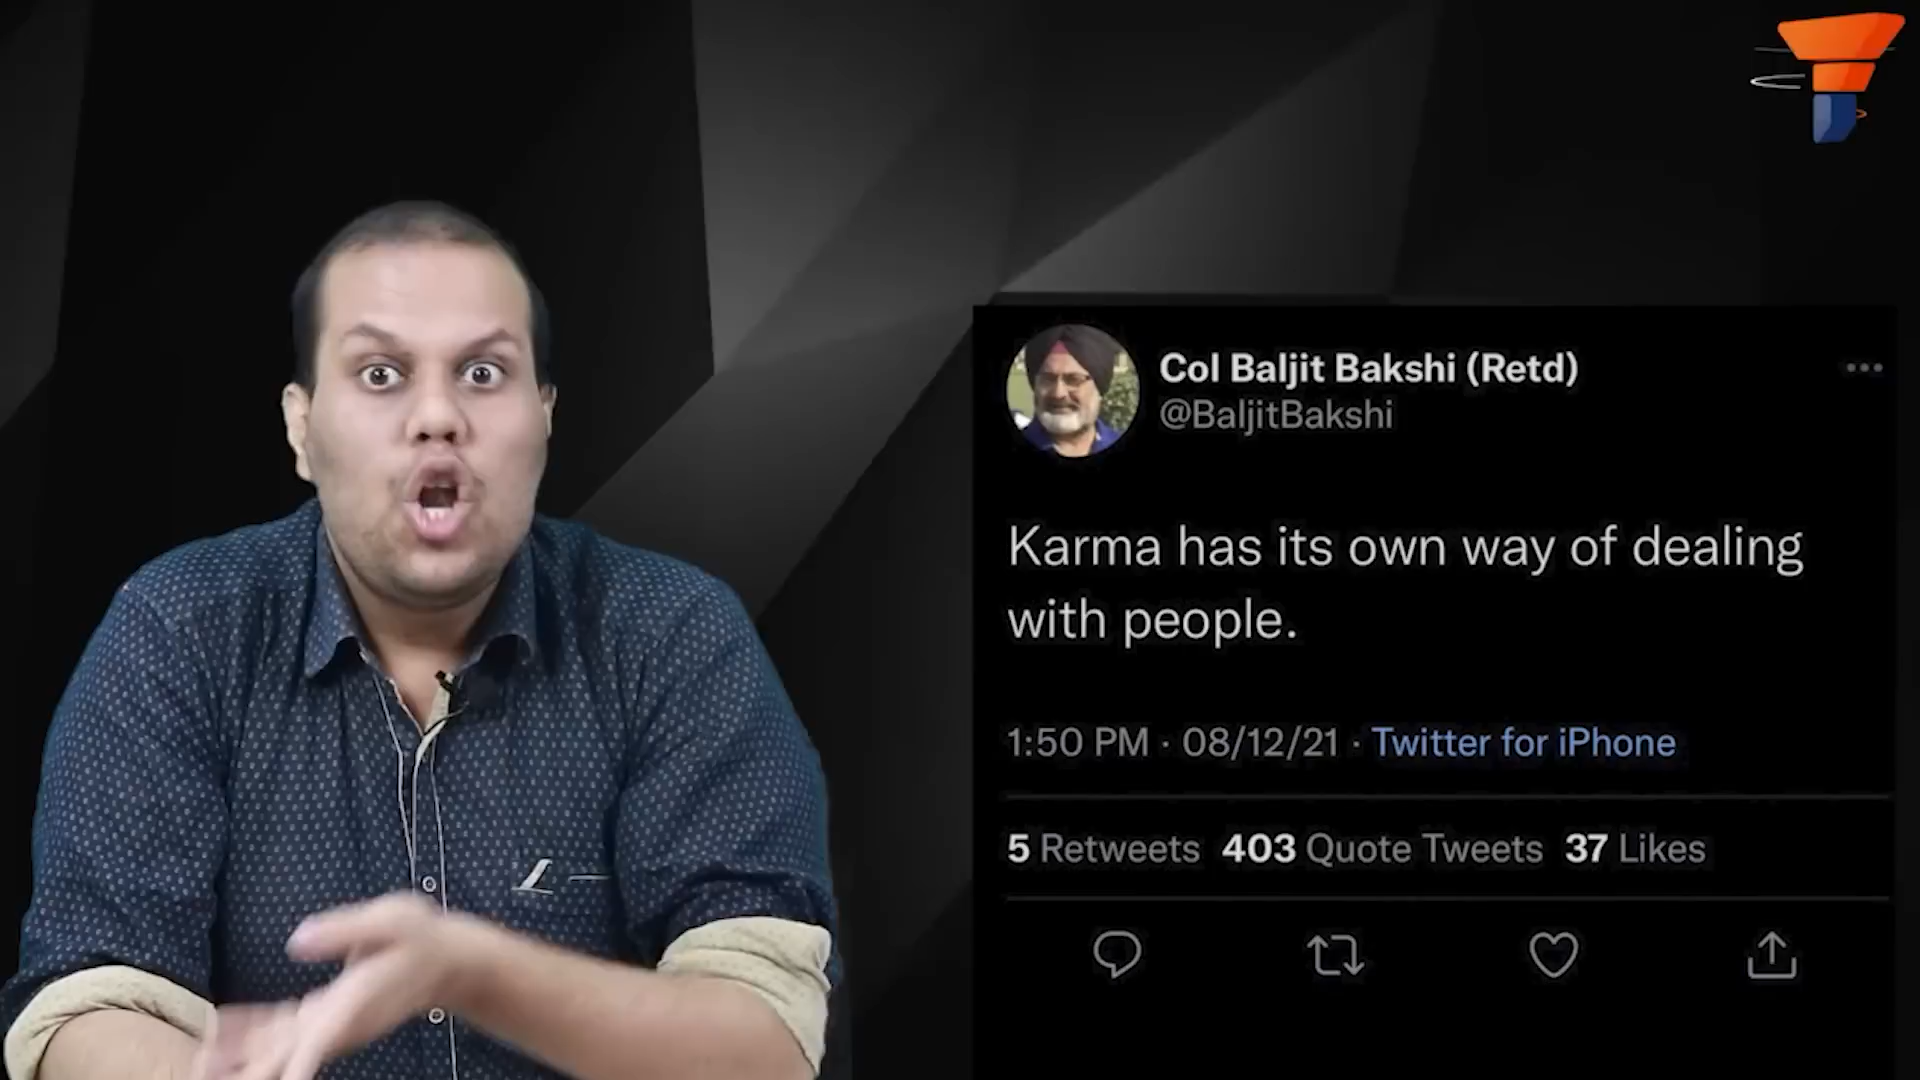 Col Baljit Bakshi (Retd)
@BaljitBakshi
Karma has its own way of dealing
with people.
1:50 PM · 08/12/21 · Twitter for iPhone
5 Retweets 403 Quote Tweets 37 Likes